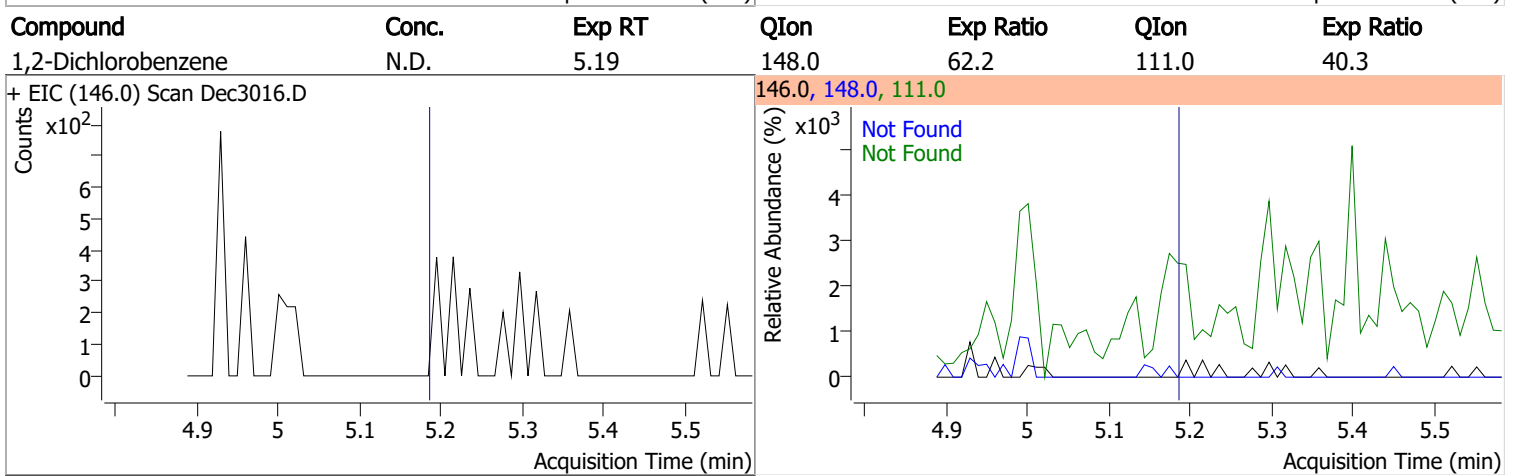 (min)
(min)
Compound Conc. Exp RT QIon Exp Ratio QIon Exp Ratio
1,2-Dichlorobenzene N.D. 5.19 148.0 62.2 111.0 40.3
+ EIC (146.0) Scan Dec3016.D
Counts
x10²
6
5
4
3
2
1
0
4.9 5 5.1 5.2 5.3 5.4 5.5
Acquisition Time (min)
146.0, 148.0, 111.0
Relative Abundance (%)
x10³
Not Found
Not Found
4
3
2
1
0
4.9 5 5.1 5.2 5.3 5.4 5.5
Acquisition Time (min)